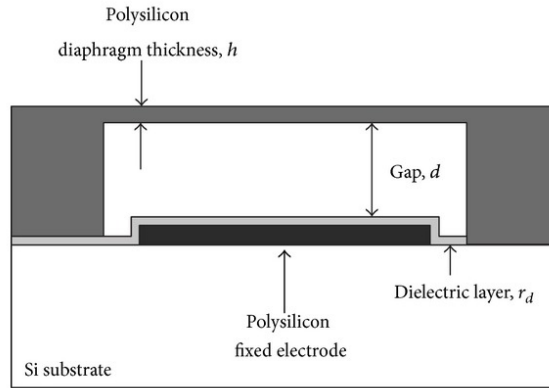 Polysilicon
diaphragm thickness, h
Gap, d
Dielectric layer, r_d
Polysilicon
fixed electrode
Si substrate